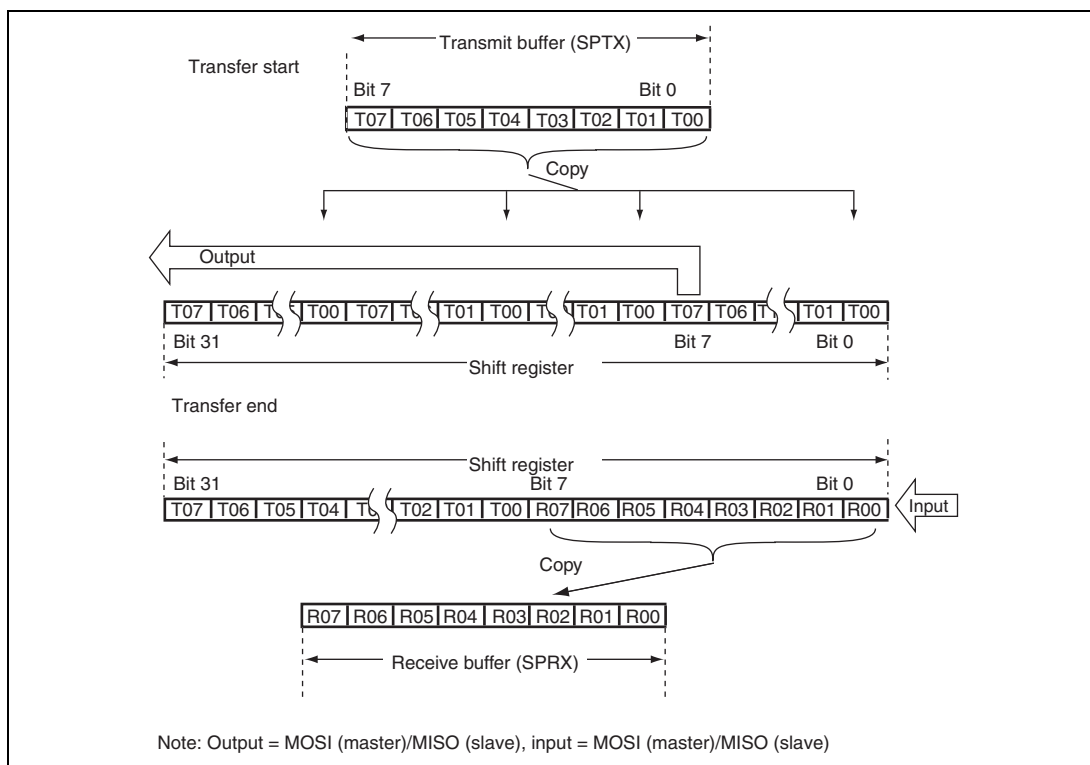 Transmit buffer (SPTX)
Transfer start
Bit 7 Bit 0
T07 T06 T05 T04 T03 T02 T01 T00
Copy
Output
T07 T06 T00 T07 T01 T00 T01 T00 T07 T06 T01 T00
Bit 31 Bit 7 Bit 0
Shift register
Transfer end
Shift register
Bit 31 Bit 7 Bit 0
T07 T06 T05 T04 T02 T01 T00 R07 R06 R05 R04 R03 R02 R01 R00 Input
Copy
R07 R06 R05 R04 R03 R02 R01 R00
Receive buffer (SPRX)
Note: Output = MOSI (master)/MISO (slave), input = MOSI (master)/MISO (slave)